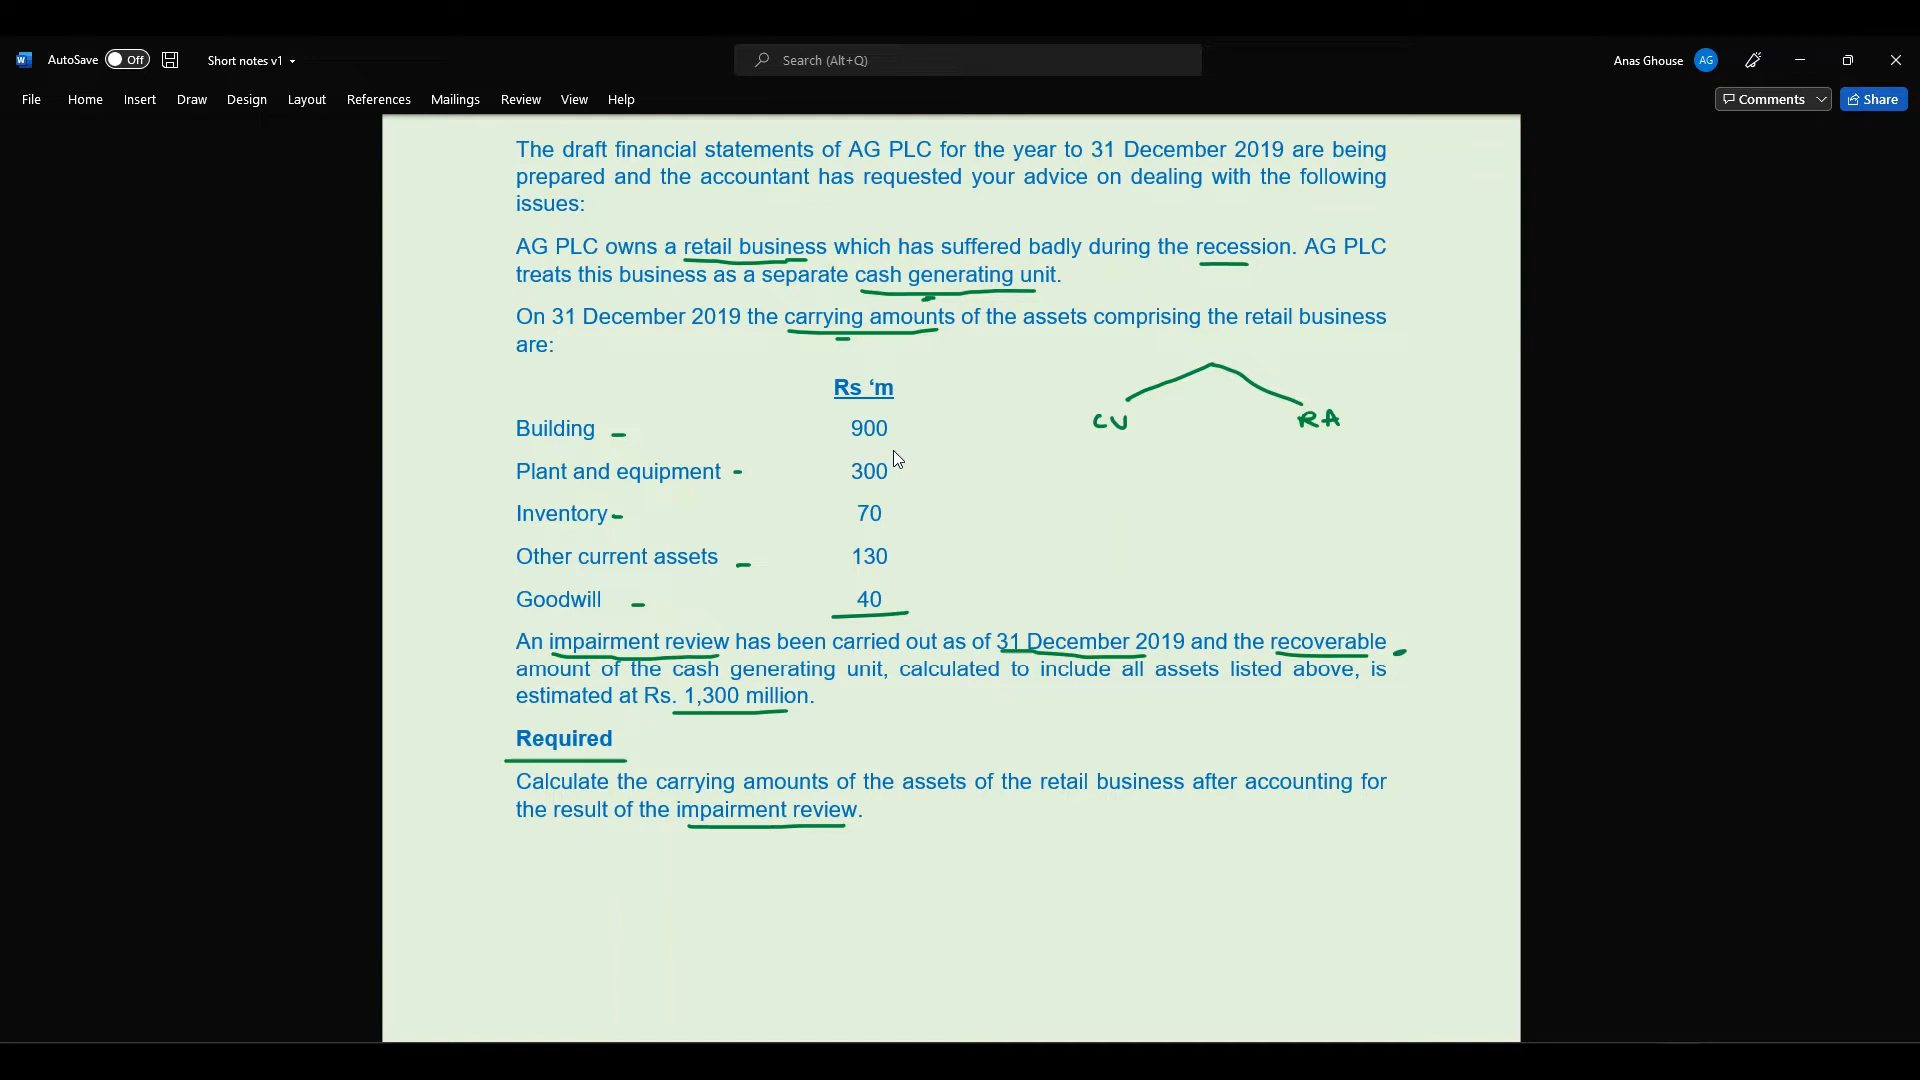 AutoSave Off Short notes v1 Search (Alt+Q) Anas Ghouse AG
File Home Insert Draw Design Layout References Mailings Review View Help Comments Share
The draft financial statements of AG PLC for the year to 31 December 2019 are being
prepared and the accountant has requested your advice on dealing with the following
issues:
AG PLC owns a retail business which has suffered badly during the recession. AG PLC
treats this business as a separate cash generating unit.
On 31 December 2019 the carrying amounts of the assets comprising the retail business
are:
Rs ‘m
Building 900
CV RA
Plant and equipment 300
Inventory 70
Other current assets 130
Goodwill 40
An impairment review has been carried out as of 31 December 2019 and the recoverable
amount of the cash generating unit, calculated to include all assets listed above, is
estimated at Rs. 1,300 million.
Required
Calculate the carrying amounts of the assets of the retail business after accounting for
the result of the impairment review.